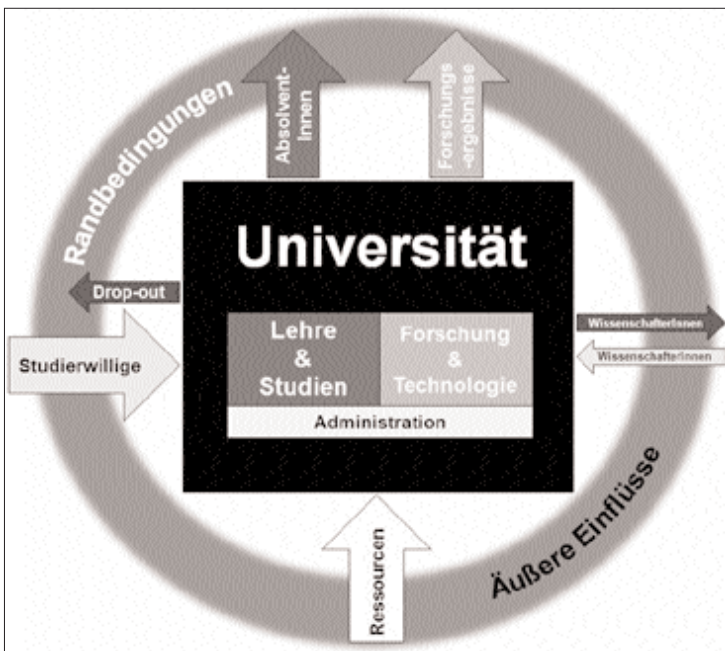 Randbedingungen
Absolvent-
Innen
Forschungs
-ergebnisse
Universität
Drop-out
Studierwillige
Lehre
&
Studien
Forschung
&
Technologie
Administration
WissenschafterInnen
WissenschafterInnen
Ressourcen
Äußere Einflüsse